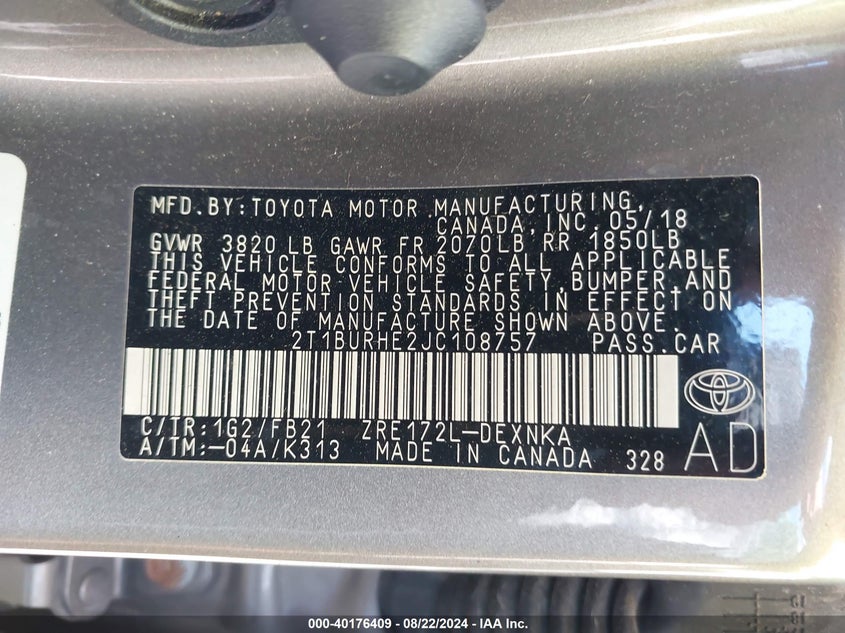 MFD.BY:TOYOTA MOTOR MANUFACTURING,
CANADA, INC. 05/18
GVWR 3820 LB GAWR FR 2070LB RR 1850LB
THIS VEHICLE CONFORMS TO ALL APPLICABLE
FEDERAL MOTOR VEHICLE SAFETY,BUMPER,AND
THEFT PREVENTION STANDARDS IN EFFECT ON
THE DATE OF MANUFACTURE SHOWN ABOVE.
2T1BURHE2JC108757 PASS.CAR
C/TR:1G2/FB21 ZRE172L-DEXNKA
A/TM:-04A/K313 MADE IN CANADA 328 AD
000-40176409 - 08/22/2024 - IAA Inc.